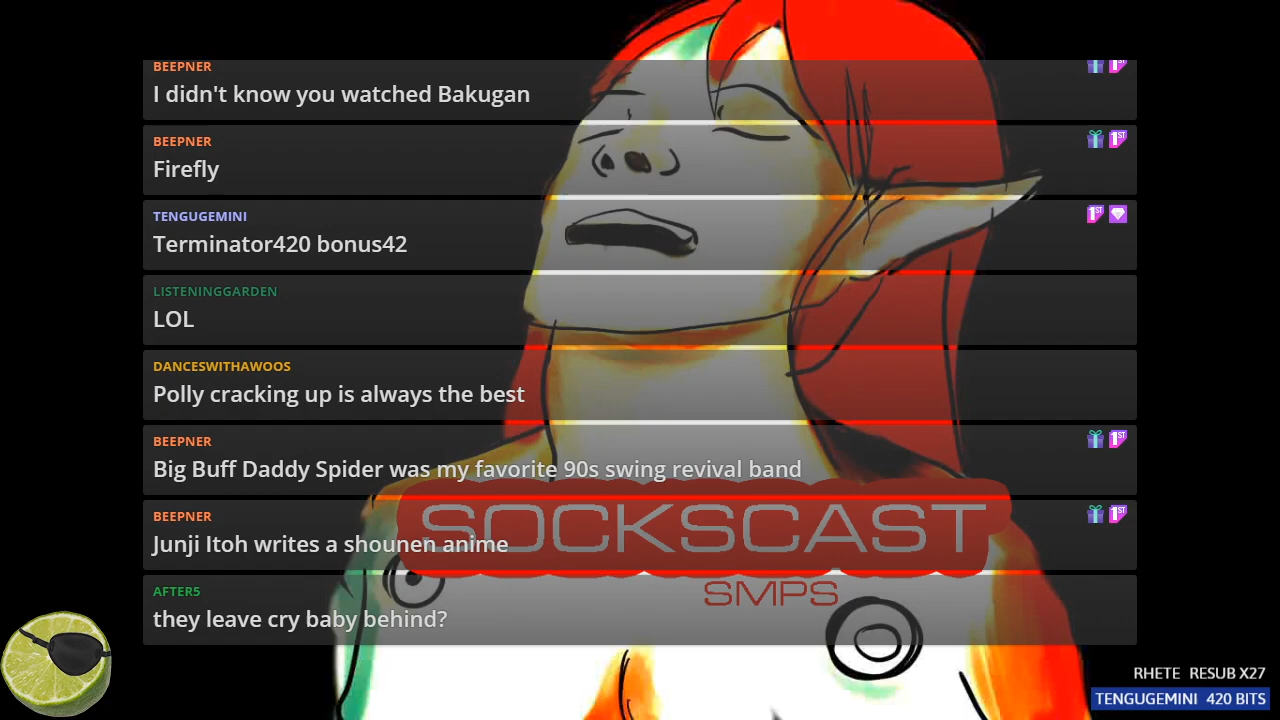 BEEPNER
I didn't know you watched Bakugan
BEEPNER
Firefly
TENGUGEMINI
Terminator420 bonus42
LISTENINGGARDEN
LOL
DANCESWITHAWOOS
Polly cracking up is always the best
BEEPNER
Big Buff Daddy Spider was my favorite 90s swing revival band
SOCKSCAST
BEEPNER
Junji Itoh writes a shounen anime
SMPS
AFTER5
they leave cry baby behind?
RHETE RESUB X27
TENGUGEMINI 420 BITS